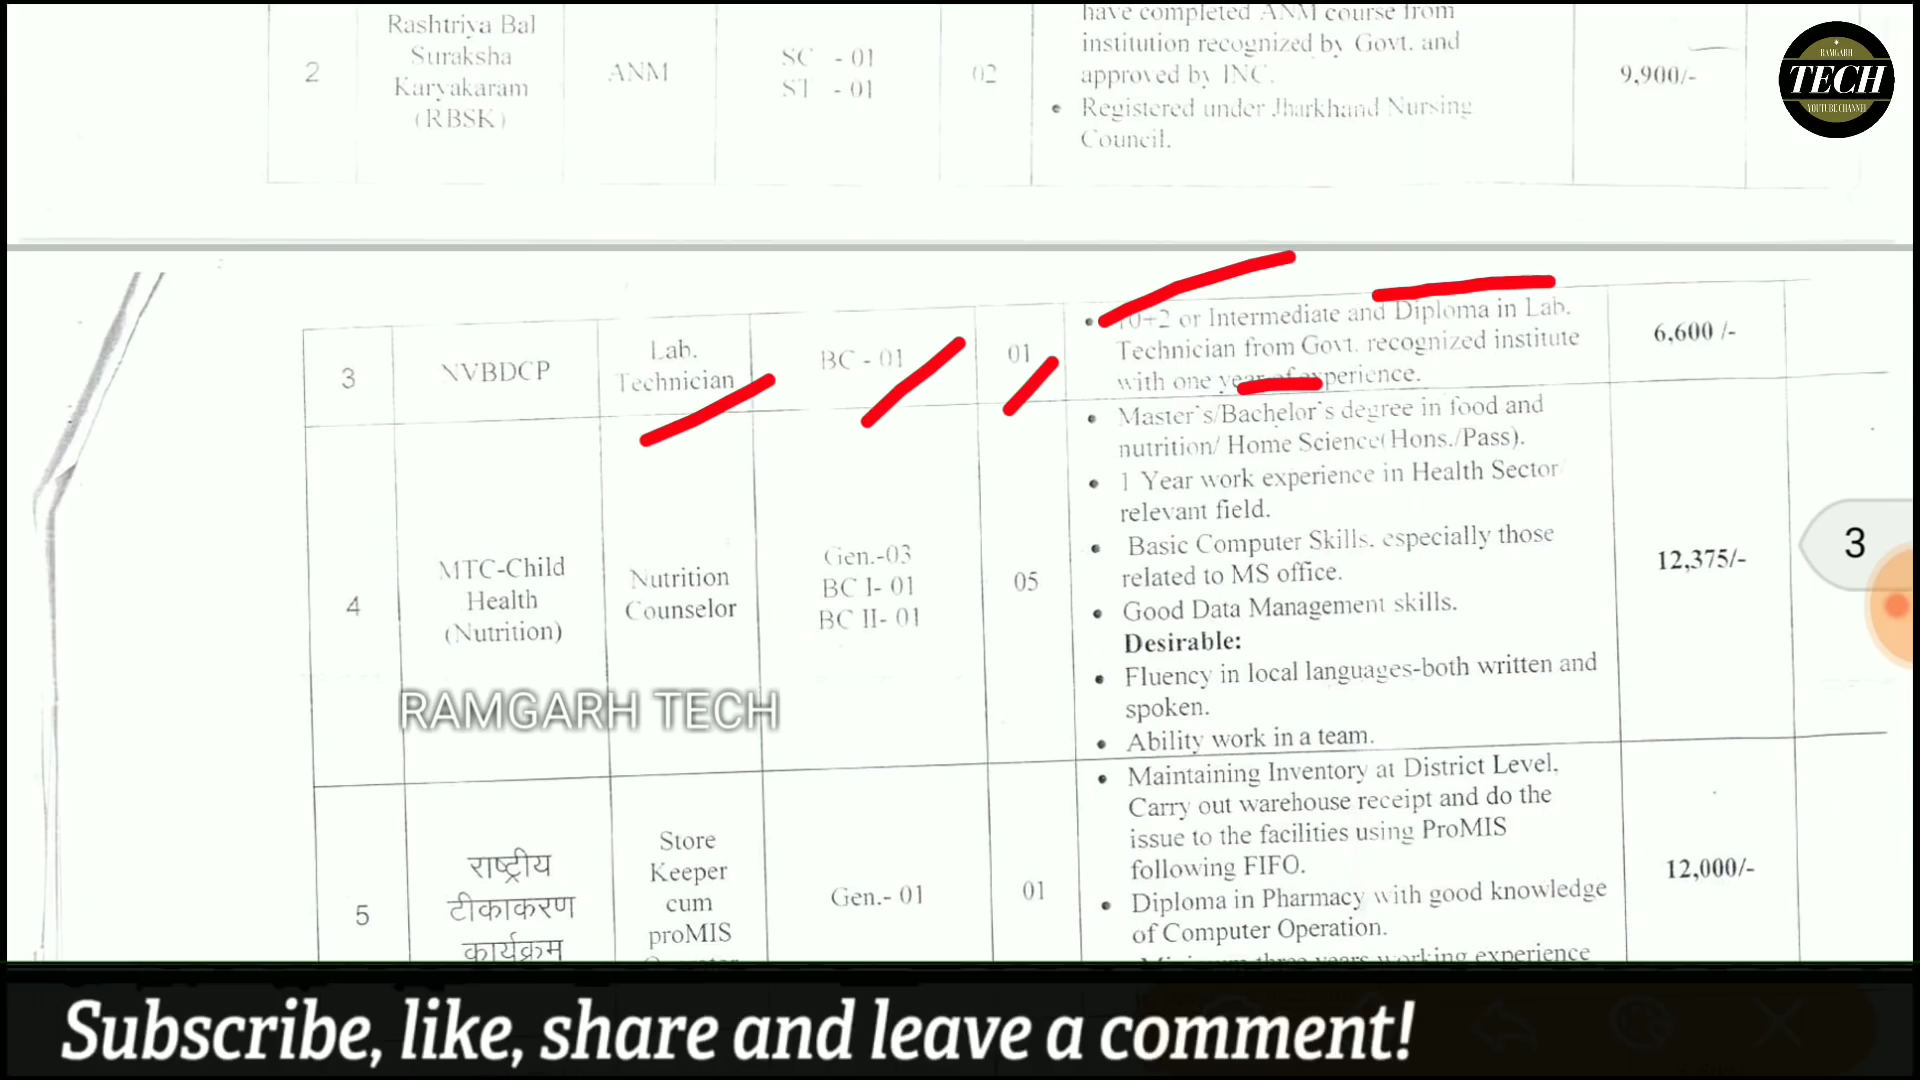 have completed ANM course from
2
Rashtriya Bal
Suraksha
Karyakaram
(RBSK)
ANM
SC - 01
ST - 01
02
institution recognized by Govt. and
approved by INC.
• Registered under Jharkhand Nursing
Council.
9,900/-
RAMGARH
TECH
YOUTUBE CHANNEL
3
NVBDCP
Lab.
Technician
BC - 01
01
• 10+2 or Intermediate and Diploma in Lab.
Technician from Govt. recognized institute
with one year of experience.
6,600 /-
4
MTC-Child
Health
(Nutrition)
Nutrition
Counselor
Gen.-03
BC I- 01
BC II- 01
05
• Master's/Bachelor's degree in food and
nutrition/ Home Science(Hons./Pass).
• 1 Year work experience in Health Sector
relevant field.
• Basic Computer Skills. especially those
related to MS office.
• Good Data Management skills.
Desirable:
• Fluency in local languages-both written and
spoken.
• Ability work in a team.
12,375/-
3
RAMGARH TECH
5
राष्ट्रीय
टीकाकरण
कार्यक्रम
Store
Keeper
cum
proMIS
Gen.- 01
01
• Maintaining Inventory at District Level.
Carry out warehouse receipt and do the
issue to the facilities using ProMIS
following FIFO.
• Diploma in Pharmacy with good knowledge
of Computer Operation.
Minimum three years working experience
12,000/-
Subscribe, like, share and leave a comment!